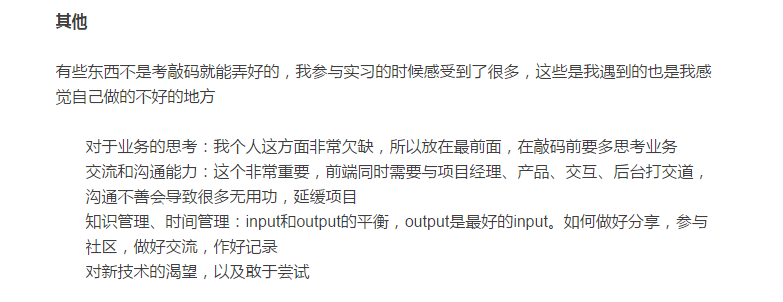 其他
有些东西不是考敲码就能弄好的，我参与实习的时候感受到了很多，这些是我遇到的也是我感
觉自己做的不好的地方
对于业务的思考：我个人这方面非常欠缺，所以放在最前面，在敲码前要多思考业务
交流和沟通能力：这个非常重要，前端同时需要与项目经理、产品、交互、后台打交道，
沟通不善会导致很多无用功，延缓项目
知识管理、时间管理：input和output的平衡，output是最好的input。如何做好分享，参与
社区，做好交流，作好记录
对新技术的渴望，以及敢于尝试